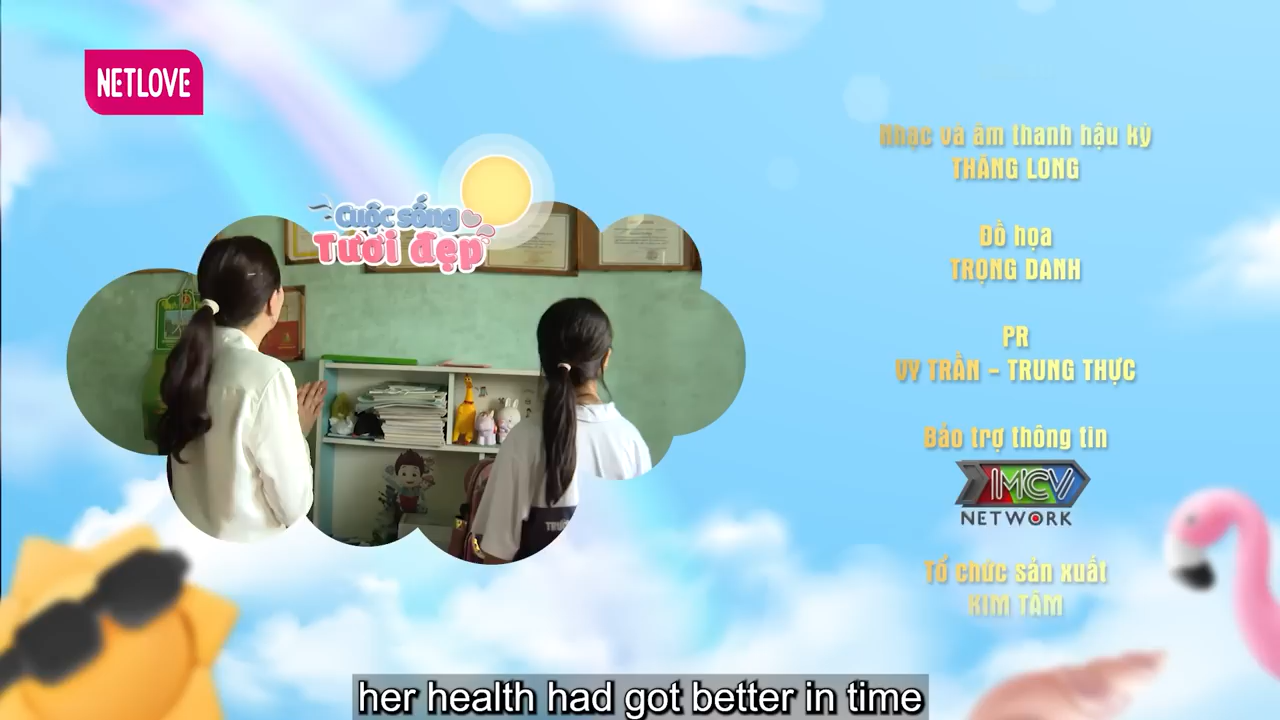 NETLOVE
Cuộc sống
Tươi đẹp
Nhạc và âm thanh hậu kỳ
THĂNG LONG
Đồ họa
TRỌNG DANH
PR
VY TRẦN - TRUNG THỰC
Bảo trợ thông tin
MCV
NETWORK
Tổ chức sản xuất
KIM TÂM
her health had got better in time